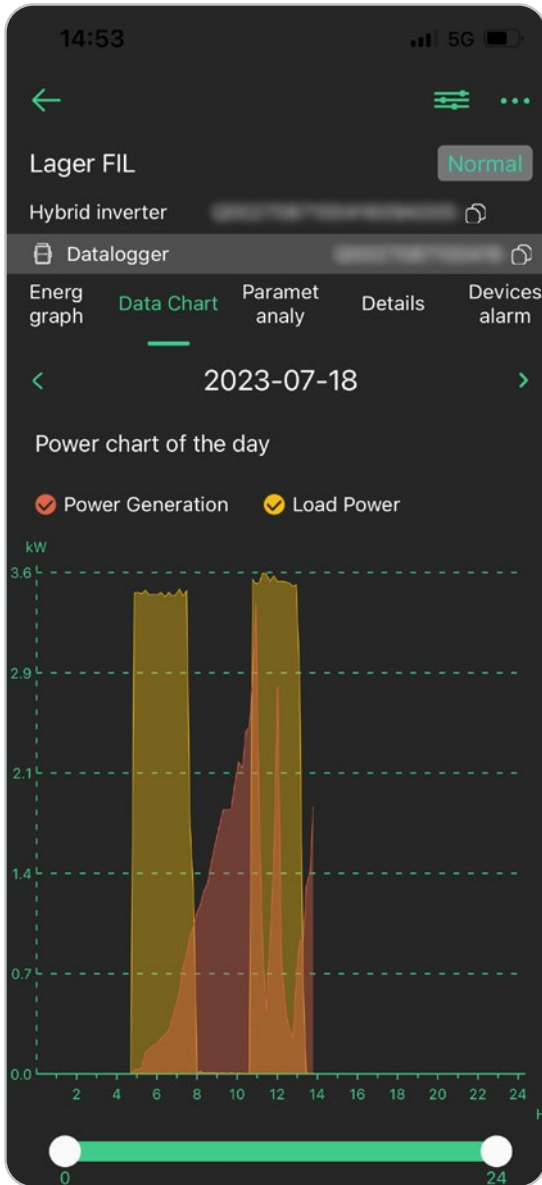 14:53 5G
Lager FIL Normal
Hybrid inverter
Datalogger
Energ graph Data Chart Paramet analy Details Devices alarm
2023-07-18
Power chart of the day
Power Generation Load Power
kW
3.6
2.9
2.1
1.4
0.7
0.0
2 4 6 8 10 12 14 16 18 20 22 24
H
0 24